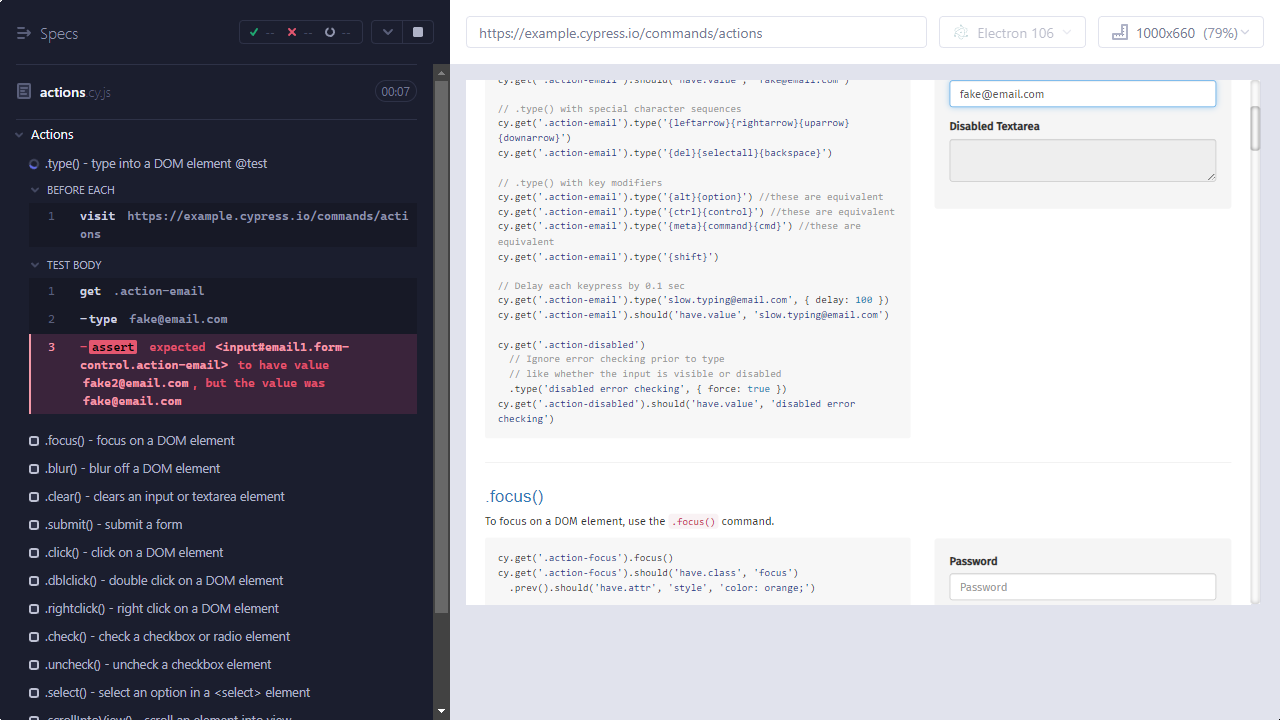 Specs
-- -- --
actions cy.js 00:07
Actions
.type() - type into a DOM element @test
BEFORE EACH
1 visit https://example.cypress.io/commands/acti
ons
TEST BODY
1 get .action-email
2 -type fake@email.com
3 -assert expected <input#email1.form-
control.action-email> to have value
fake2@email.com, but the value was
fake@email.com
.focus() - focus on a DOM element
.blur() - blur off a DOM element
.clear() - clears an input or textarea element
.submit() - submit a form
.click() - click on a DOM element
.dblclick() - double click on a DOM element
.rightclick() - right click on a DOM element
.check() - check a checkbox or radio element
.uncheck() - uncheck a checkbox element
.select() - select an option in a <select> element
.scrollIntoView() - scroll an element into view
https://example.cypress.io/commands/actions
Electron 106
1000x660 (79%)
cy.get('.action-email').should('have.value', 'fake@email.com')
// .type() with special character sequences
cy.get('.action-email').type('{leftarrow}{rightarrow}{uparrow}
{downarrow}')
cy.get('.action-email').type('{del}{selectall}{backspace}')
// .type() with key modifiers
cy.get('.action-email').type('{alt}{option}') //these are equivalent
cy.get('.action-email').type('{ctrl}{control}') //these are equivalent
cy.get('.action-email').type('{meta}{command}{cmd}') //these are
equivalent
cy.get('.action-email').type('{shift}')
// Delay each keypress by 0.1 sec
cy.get('.action-email').type('slow.typing@email.com', { delay: 100 })
cy.get('.action-email').should('have.value', 'slow.typing@email.com')
cy.get('.action-disabled')
// Ignore error checking prior to type
// like whether the input is visible or disabled
.type('disabled error checking', { force: true })
cy.get('.action-disabled').should('have.value', 'disabled error
checking')
fake@email.com
Disabled Textarea
.focus()
To focus on a DOM element, use the .focus() command.
cy.get('.action-focus').focus()
cy.get('.action-focus').should('have.class', 'focus')
.prev().should('have.attr', 'style', 'color: orange;')
Password
Password